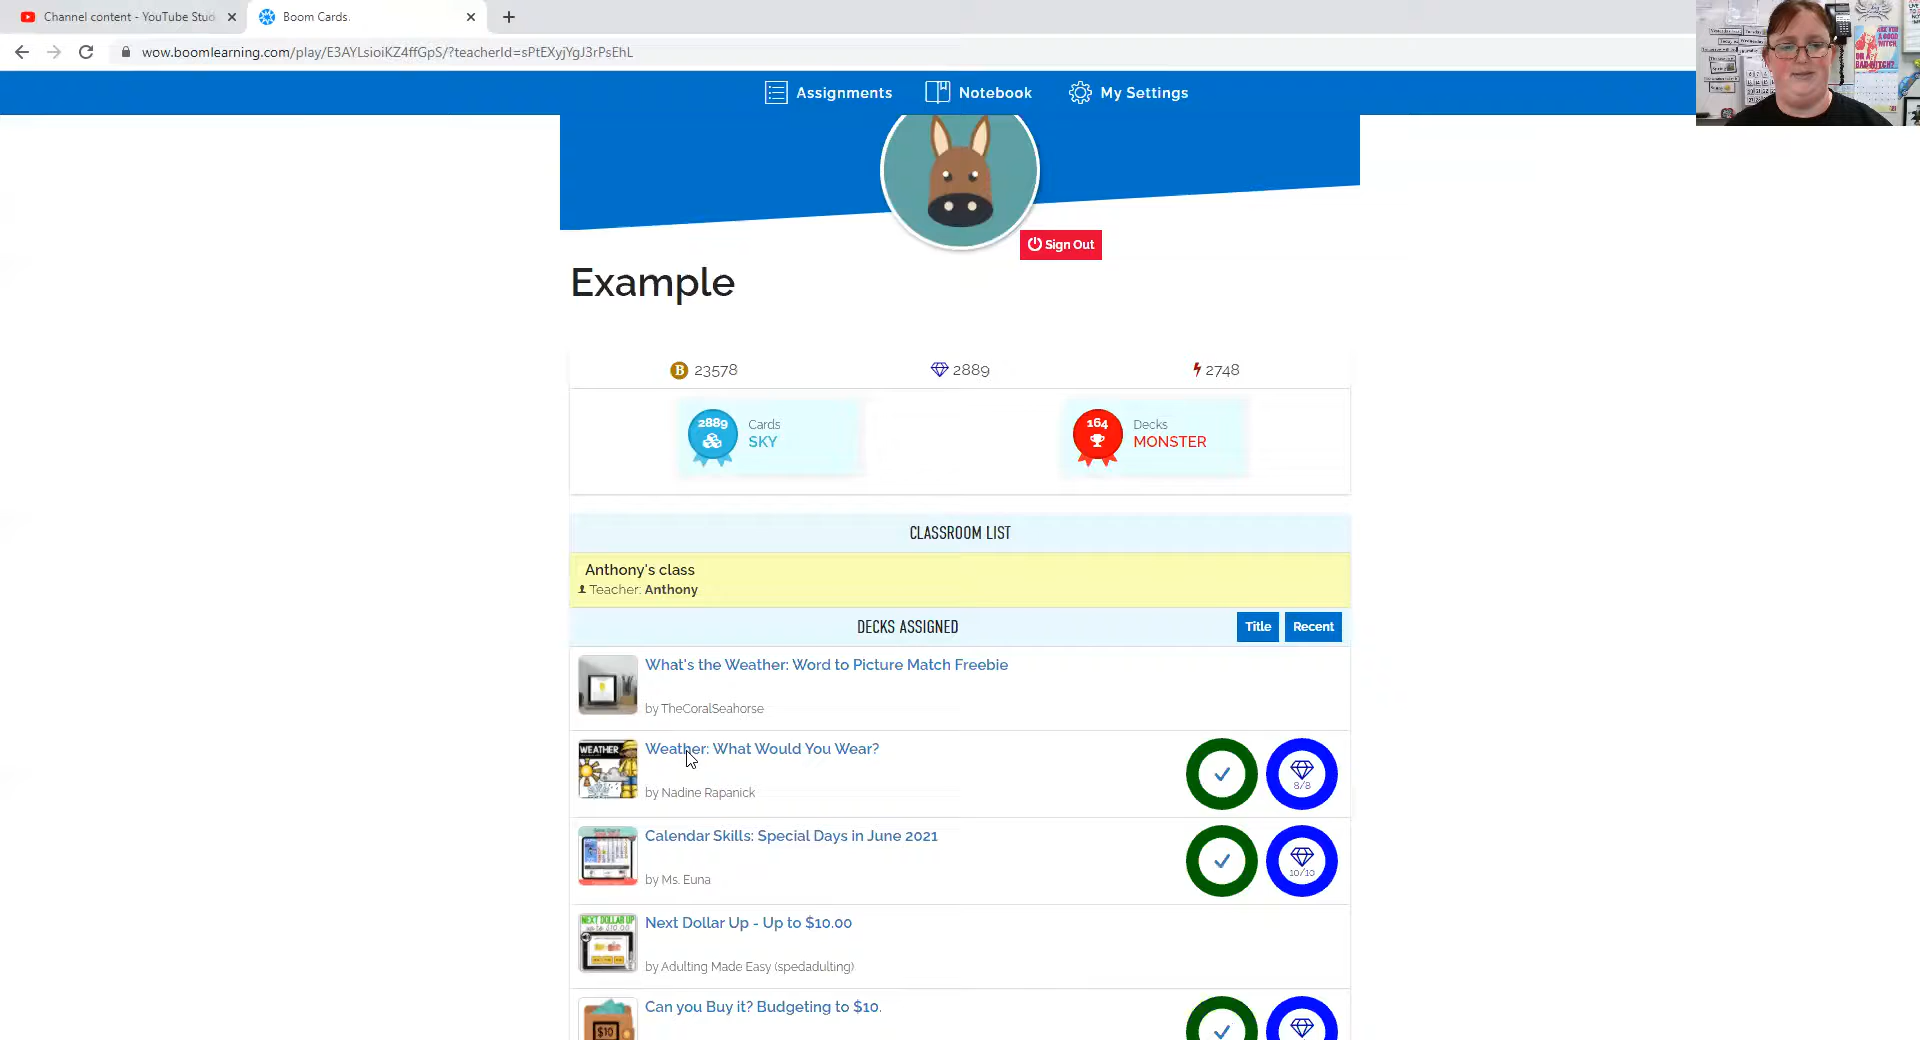 Channel content - YouTube Stud
Boom Cards.
wow.boomlearning.com/play/E3AYLsioiKZ4ffGpS/?teacherId=sPtEXyjYgJ3rPsEhL
Assignments
Notebook
My Settings
Sign Out
Example
23578
2889
2748
2889
Cards
SKY
164
Decks
MONSTER
CLASSROOM LIST
Anthony's class
Teacher: Anthony
DECKS ASSIGNED
Title
Recent
What's the Weather: Word to Picture Match Freebie
by TheCoralSeahorse
WEATHER
Weather: What Would You Wear?
by Nadine Rapanick
8/8
Calendar Skills: Special Days in June 2021
by Ms. Euna
10/10
NEXT DOLLAR UP
up to $10.00
Next Dollar Up - Up to $10.00
by Adulting Made Easy (spedadulting)
Can you Buy it? Budgeting to $10.
$10